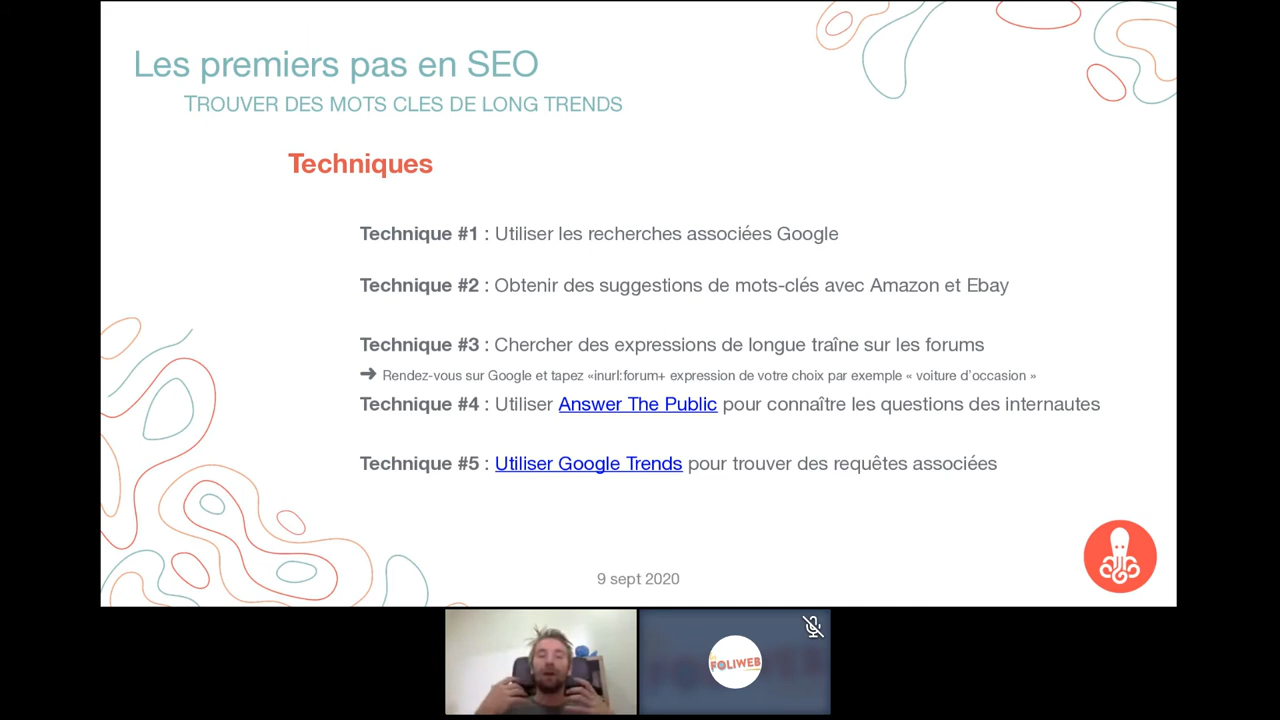 Les premiers pas en SEO
TROUVER DES MOTS CLES DE LONG TRENDS
Techniques
Technique #1 : Utiliser les recherches associées Google
Technique #2 : Obtenir des suggestions de mots-clés avec Amazon et Ebay
Technique #3 : Chercher des expressions de longue traîne sur les forums
➔ Rendez-vous sur Google et tapez «inurl:forum+ expression de votre choix par exemple « voiture d'occasion »
Technique #4 : Utiliser Answer The Public pour connaître les questions des internautes
Technique #5 : Utiliser Google Trends pour trouver des requêtes associées
9 sept 2020
FOLIWEB